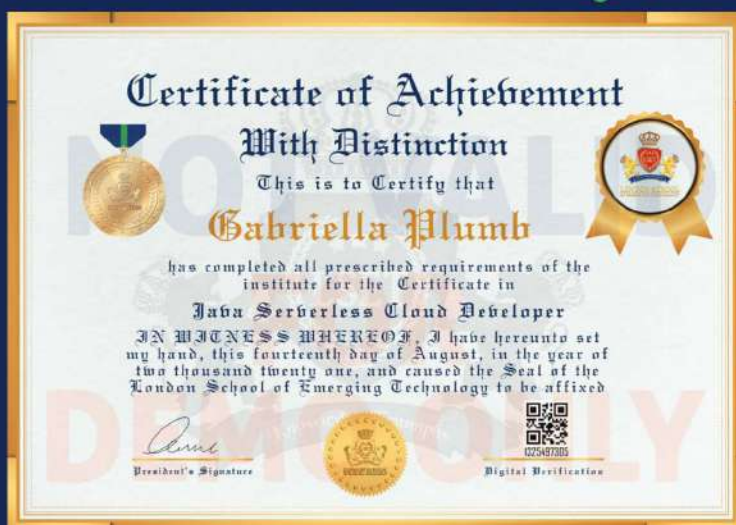 Certificate of Achievement
With Distinction
This is to Certify that
Gabriella Plumb
has completed all prescribed requirements of the
institute for the Certificate in
Java Serverless Cloud Developer
IN WITNESS WHEREOF, I have hereunto set
my hand, this fourteenth day of August, in the year of
two thousand twenty one, and caused the Seal of the
London School of Emerging Technology to be affixed
1325497305
President's Signature
Digital Verification
NOT VALID
DEMO ONLY